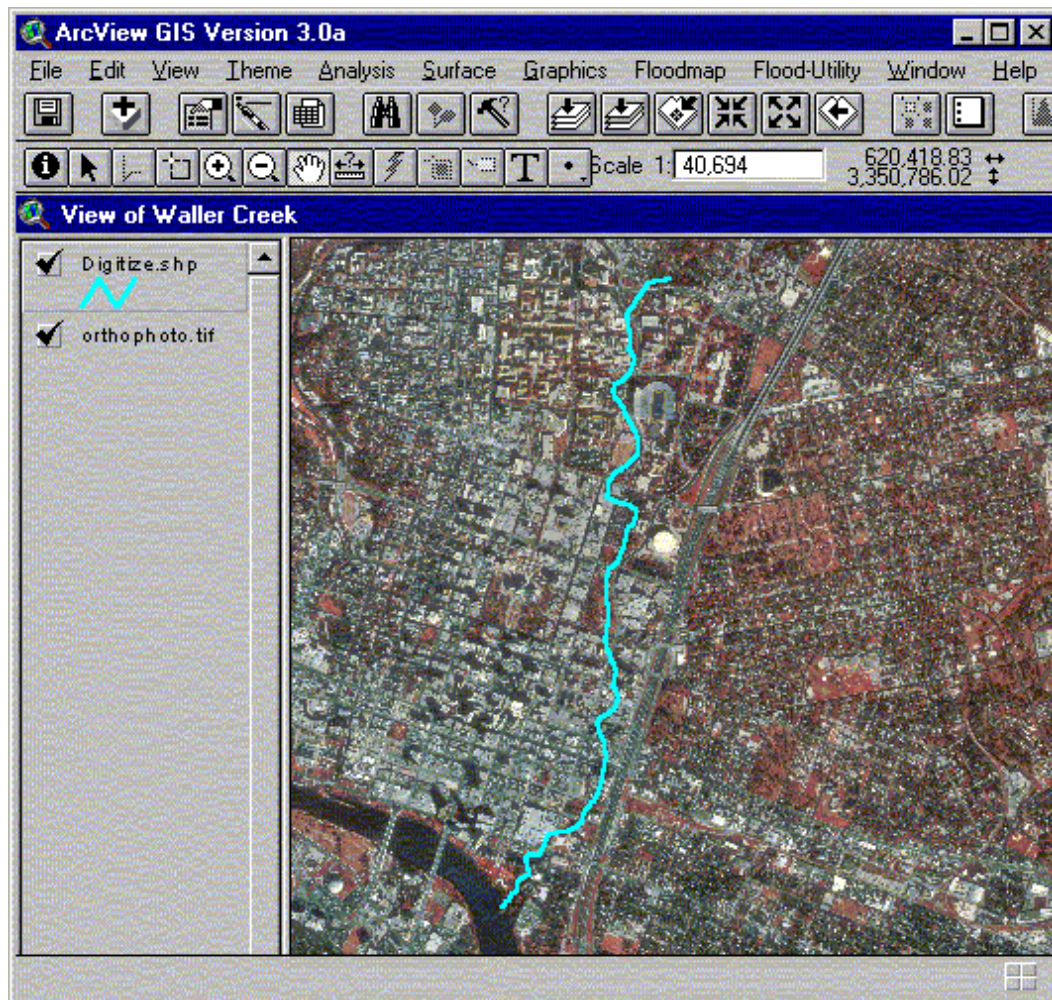 ArcView GIS Version 3.0a
File Edit View Theme Analysis Surface Graphics Floodmap Flood-Utility Window Help
Scale 1: 40,694 620,418.83
3,350,786.02
View of Waller Creek
Digitize.shp
orthophoto.tif